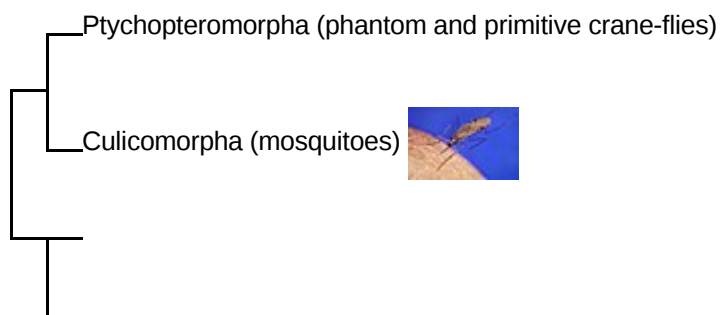 Ptychopteromorpha (phantom and primitive crane-flies)
Culicomorpha (mosquitoes)